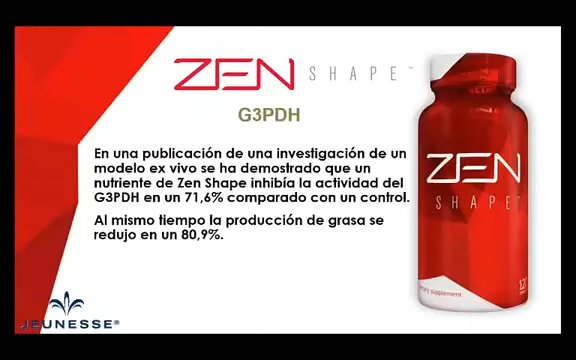 ZEN SHAPE™
G3PDH
En una publicación de una investigación de un
modelo ex vivo se ha demostrado que un
nutriente de Zen Shape inhibía la actividad del
G3PDH en un 71,6% comparado con un control.
Al mismo tiempo la producción de grasa se
redujo en un 80,9%.
ZEN
SHAPE
dietary supplement
JEUNESSE®